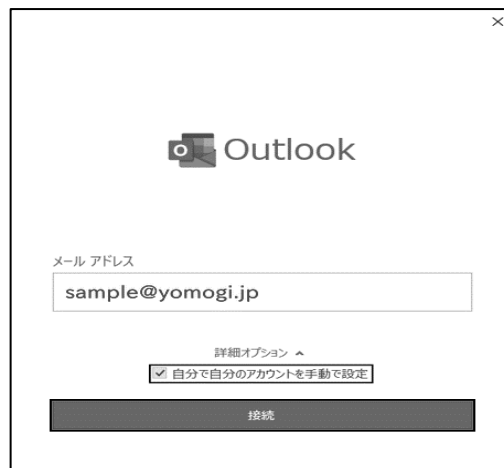 Outlook
メール アドレス
sample@yomogi.jp
詳細オプション
自分で自分のアカウントを手動で設定
接続